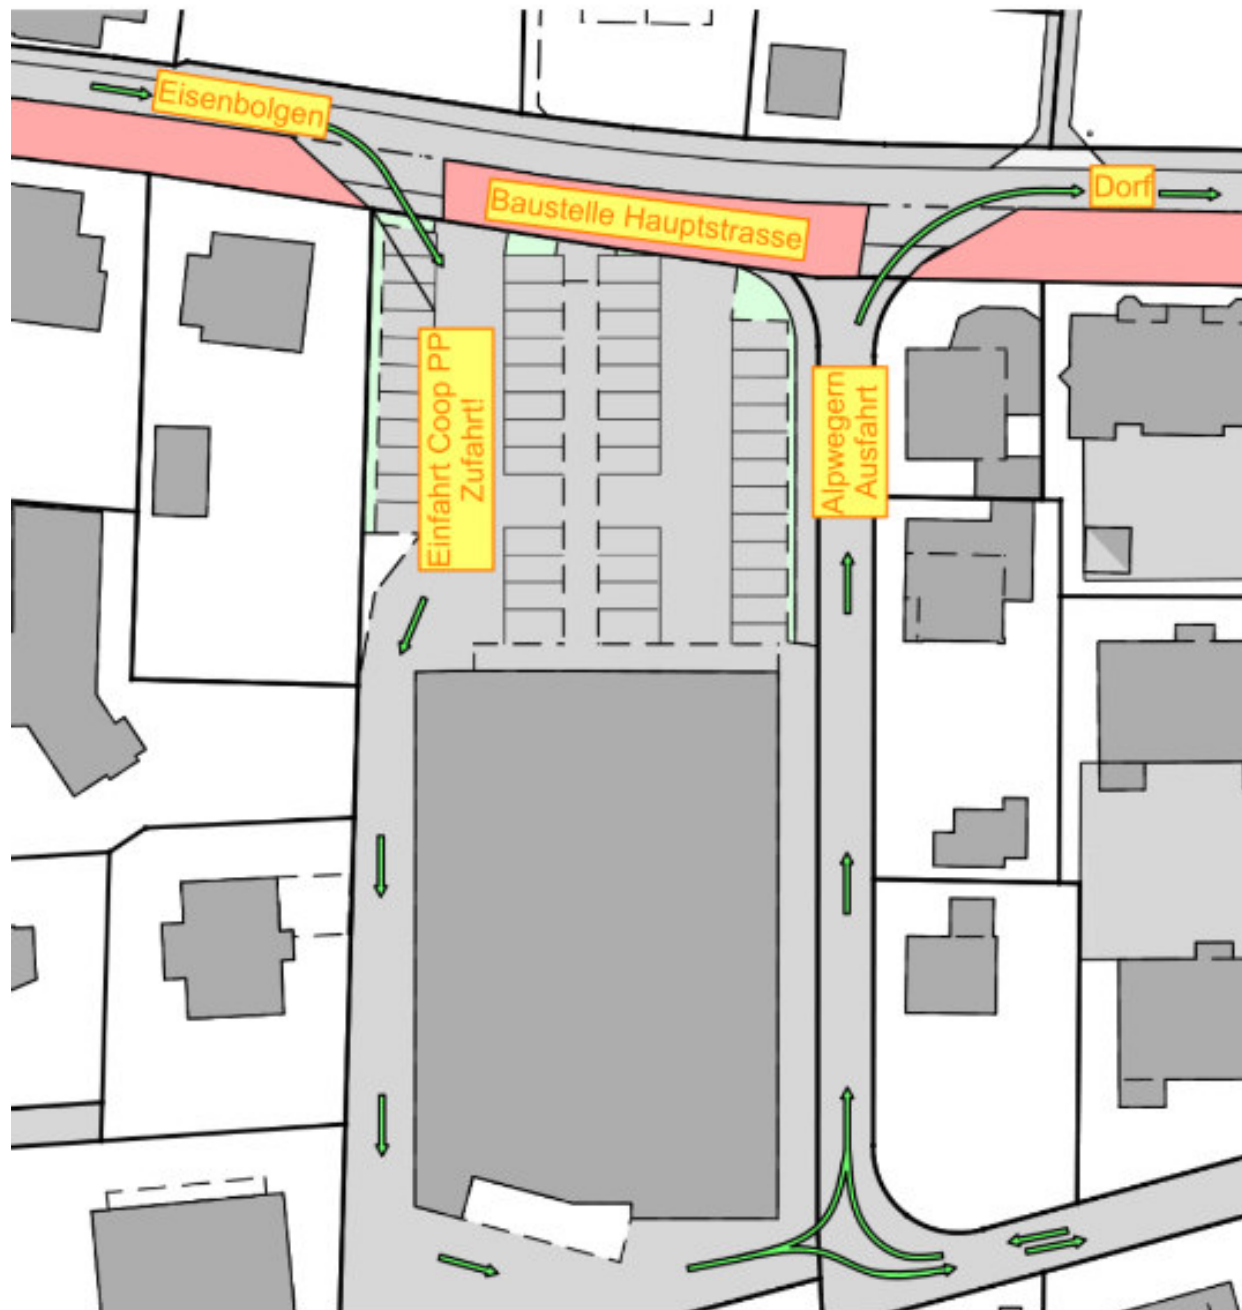 Eisenbolgen
Dorf
Baustelle Hauptstrasse
Einfahrt Coop PP
Zufahrt!
Alpwegern
Ausfahrt